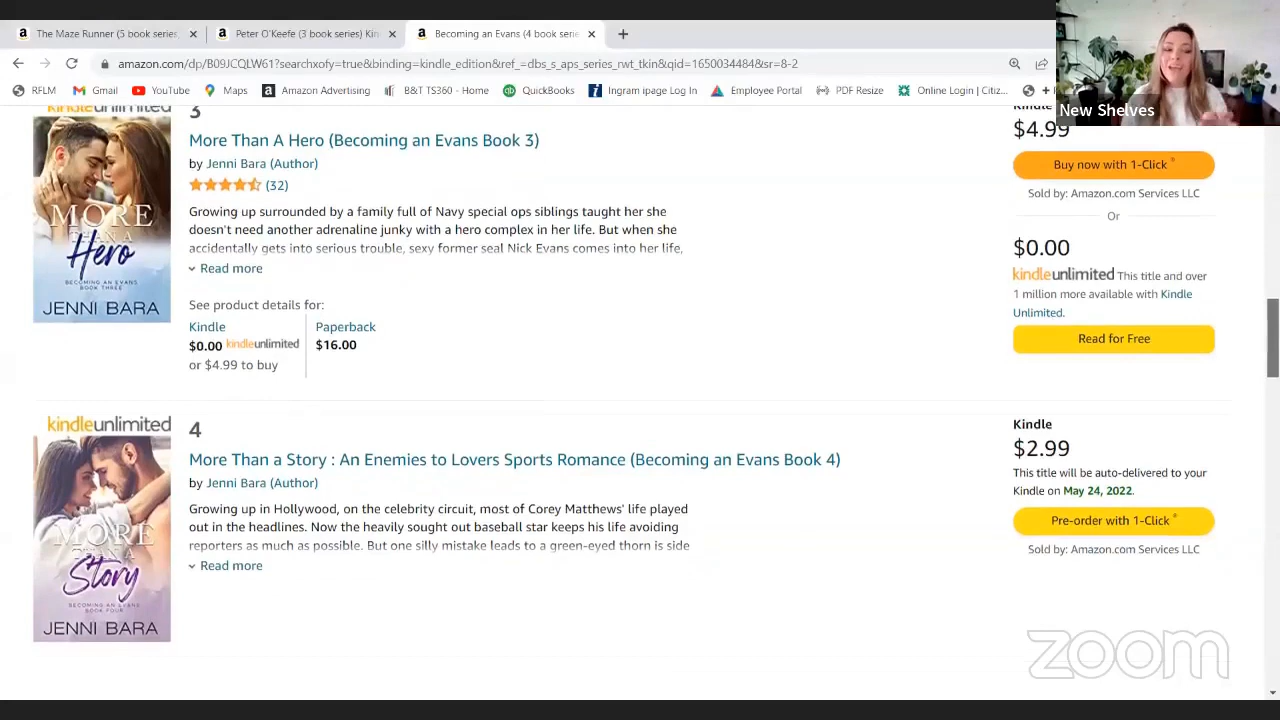 The Maze Runner (5 book series)
Peter O'Keefe (3 book series) Kin
Becoming an Evans (4 book serie
amazon.com/dp/B09JCQLW61?searchxofy=true&binding=kindle_edition&ref_=dbs_s_aps_series_rwt_tkin&qid=1650034484&sr=8-2
RFLM
Gmail
YouTube
Maps
Amazon Advertising
B&T TS360 - Home
QuickBooks
Ingram ipage Log In
Employee Portal
PDF Resize
Online Login | Citiz...
New Shelves
kindleunlimited
3
More Than A Hero (Becoming an Evans Book 3)
by Jenni Bara (Author)
(32)
Growing up surrounded by a family full of Navy special ops siblings taught her she
doesn't need another adrenaline junky with a hero complex in her life. But when she
accidentally gets into serious trouble, sexy former seal Nick Evans comes into her life,
Read more
See product details for:
Kindle
$0.00 kindleunlimited
or $4.99 to buy
Paperback
$16.00
MORE
THAN A
Hero
BECOMING AN EVANS
BOOK THREE
JENNI BARA
Kindle
$4.99
Buy now with 1-Click ®
Sold by: Amazon.com Services LLC
Or
$0.00
kindleunlimited This title and over
1 million more available with Kindle
Unlimited.
Read for Free
kindleunlimited
4
More Than a Story : An Enemies to Lovers Sports Romance (Becoming an Evans Book 4)
by Jenni Bara (Author)
Growing up in Hollywood, on the celebrity circuit, most of Corey Matthews' life played
out in the headlines. Now the heavily sought out baseball star keeps his life avoiding
reporters as much as possible. But one silly mistake leads to a green-eyed thorn is side
Read more
MORE
THAN A
Story
BECOMING AN EVANS
BOOK FOUR
JENNI BARA
Kindle
$2.99
This title will be auto-delivered to your
Kindle on May 24, 2022.
Pre-order with 1-Click ®
Sold by: Amazon.com Services LLC
zoom